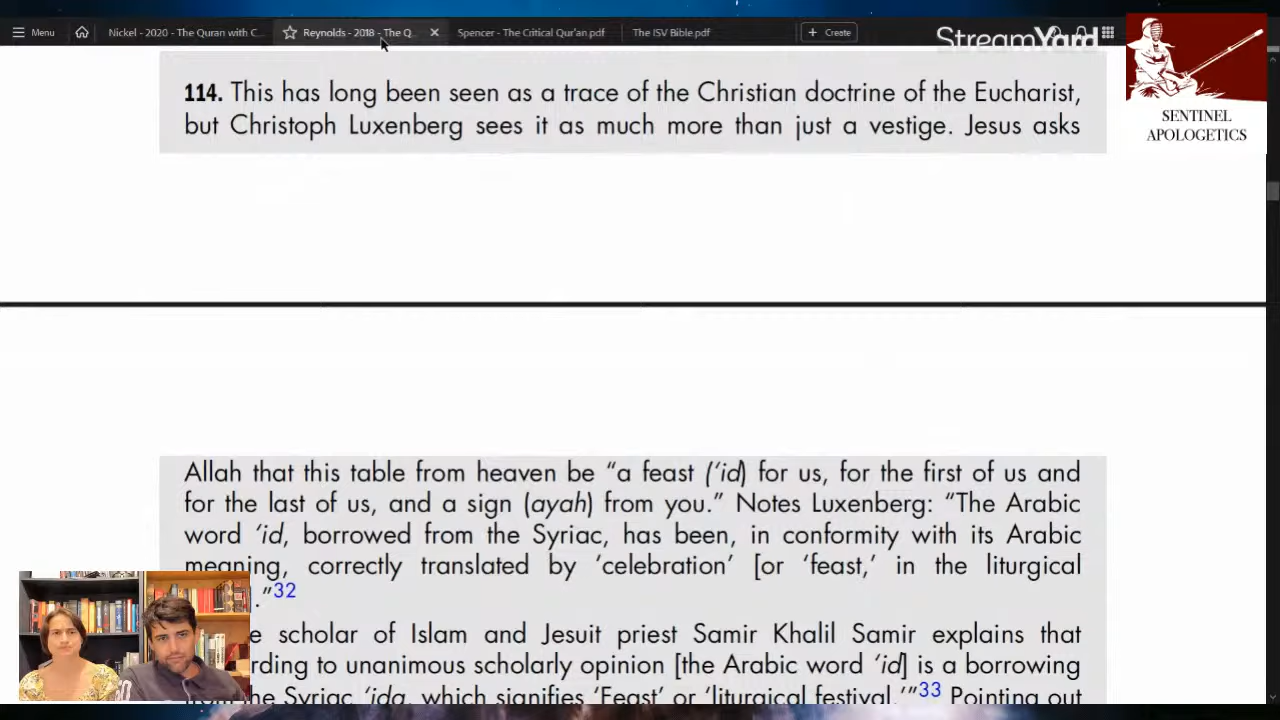 Menu
Nickel - 2020 - The Quran with C...
Reynolds - 2018 - The Q...
Spencer - The Critical Qur'an.pdf
The ISV Bible.pdf
+ Create
StreamYard
SENTINEL
APOLOGETICS
114. This has long been seen as a trace of the Christian doctrine of the Eucharist,
but Christoph Luxenberg sees it as much more than just a vestige. Jesus asks
Allah that this table from heaven be “a feast (‘id) for us, for the first of us and
for the last of us, and a sign (ayah) from you.” Notes Luxenberg: “The Arabic
word ‘id, borrowed from the Syriac, has been, in conformity with its Arabic
meaning, correctly translated by ‘celebration’ [or ‘feast,’ in the liturgical
.”32
scholar of Islam and Jesuit priest Samir Khalil Samir explains that
rding to unanimous scholarly opinion [the Arabic word ‘id] is a borrowing
the Syriac ‘ida, which signifies ‘Feast’ or ‘liturgical festival.’”33 Pointing out